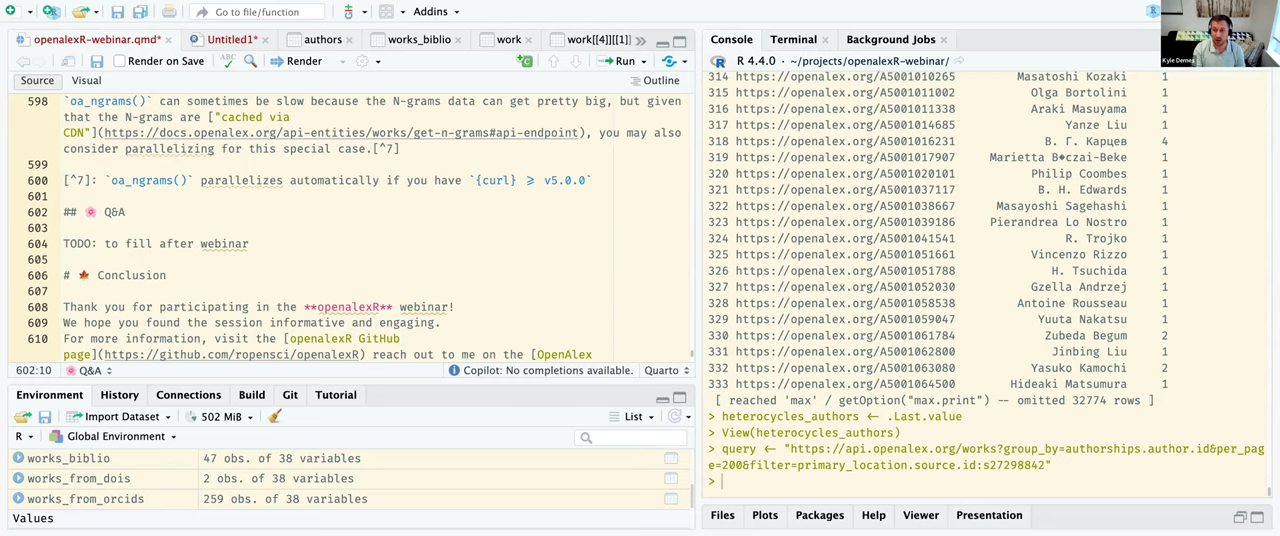 Go to file/function
Addins
openalexR-webinar.qmd*
Untitled1*
authors
works_biblio
work
work[[4]][[1]]
Render on Save
ABC
Render
Run
Source
Visual
Outline
598 `oa_ngrams()` can sometimes be slow because the N-grams data can get pretty big, but given
that the N-grams are ["cached via
CDN"](https://docs.openalex.org/api-entities/works/get-n-grams#api-endpoint), you may also
consider parallelizing for this special case.[^7]
599
600 [^7]: `oa_ngrams()` parallelizes automatically if you have `{curl} ⩾ v5.0.0`
601
602 ## 🌸 Q&A
603
604 TODO: to fill after webinar
605
606 # 🍁 Conclusion
607
608 Thank you for participating in the **openalexR** webinar!
609 We hope you found the session informative and engaging.
610 For more information, visit the [openalexR GitHub
page](https://github.com/ropensci/openalexR) reach out to me on the [OpenAlex
602:10
🌸 Q&A
Copilot: No completions available.
Quarto
Environment
History
Connections
Build
Git
Tutorial
Import Dataset
502 MiB
List
R
Global Environment
works_biblio 47 obs. of 38 variables
works_from_dois 2 obs. of 38 variables
works_from_orcids 259 obs. of 38 variables
Values
Console
Terminal
Background Jobs
R 4.4.0 · ~/projects/openalexR-webinar/
314 https://openalex.org/A5001010265 Masatoshi Kozaki 1
315 https://openalex.org/A5001011002 Olga Bortolini 1
316 https://openalex.org/A5001011338 Araki Masuyama 1
317 https://openalex.org/A5001014685 Yanze Liu 1
318 https://openalex.org/A5001016231 В. Г. Карцев 4
319 https://openalex.org/A5001017907 Marietta B�czai-Beke 1
320 https://openalex.org/A5001020101 Philip Coombes 1
321 https://openalex.org/A5001037117 B. H. Edwards 1
322 https://openalex.org/A5001038667 Masayoshi Sagehashi 1
323 https://openalex.org/A5001039186 Pierandrea Lo Nostro 1
324 https://openalex.org/A5001041541 R. Trojko 1
325 https://openalex.org/A5001051661 Vincenzo Rizzo 1
326 https://openalex.org/A5001051788 H. Tsuchida 1
327 https://openalex.org/A5001052030 Gzella Andrzej 1
328 https://openalex.org/A5001058538 Antoine Rousseau 1
329 https://openalex.org/A5001059047 Yuuta Nakatsu 1
330 https://openalex.org/A5001061784 Zubeda Begum 2
331 https://openalex.org/A5001062800 Jinbing Liu 1
332 https://openalex.org/A5001063080 Yasuko Kamochi 2
333 https://openalex.org/A5001064500 Hideaki Matsumura 1
[ reached 'max' / getOption("max.print") -- omitted 32774 rows ]
> heterocycles_authors ← .Last.value
> View(heterocycles_authors)
> query ← "https://api.openalex.org/works?group_by=authorships.author.id&per_pag
e=200&filter=primary_location.source.id:s27298842"
>
Files
Plots
Packages
Help
Viewer
Presentation
Kyle Demes